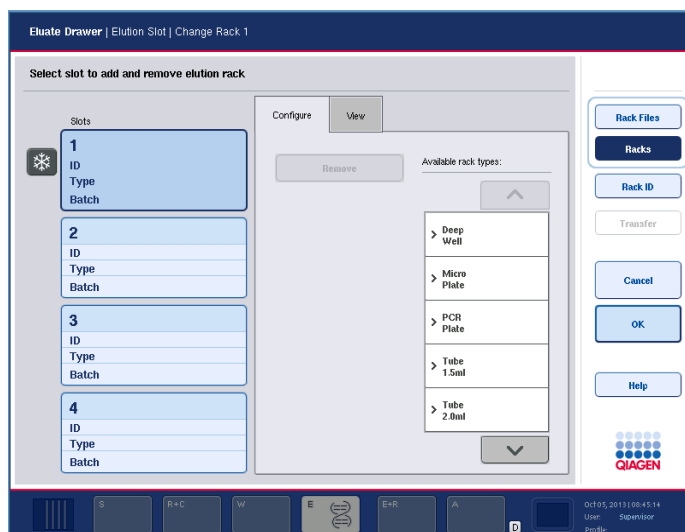 Eluate Drawer | Elution Slot | Change Rack 1
Select slot to add and remove elution rack
Slots
1
ID
Type
Batch
2
ID
Type
Batch
3
ID
Type
Batch
4
ID
Type
Batch
Configure
View
Remove
Available rack types:
Deep
Well
Micro
Plate
PCR
Plate
Tube
1.5ml
Tube
2.0ml
Rack Files
Racks
Rack ID
Transfer
Cancel
OK
Help
QIAGEN
S
R+C
W
E
E+R
A
D
Oct 05, 2013 | 08:45:14
User: Supervisor
Profile: